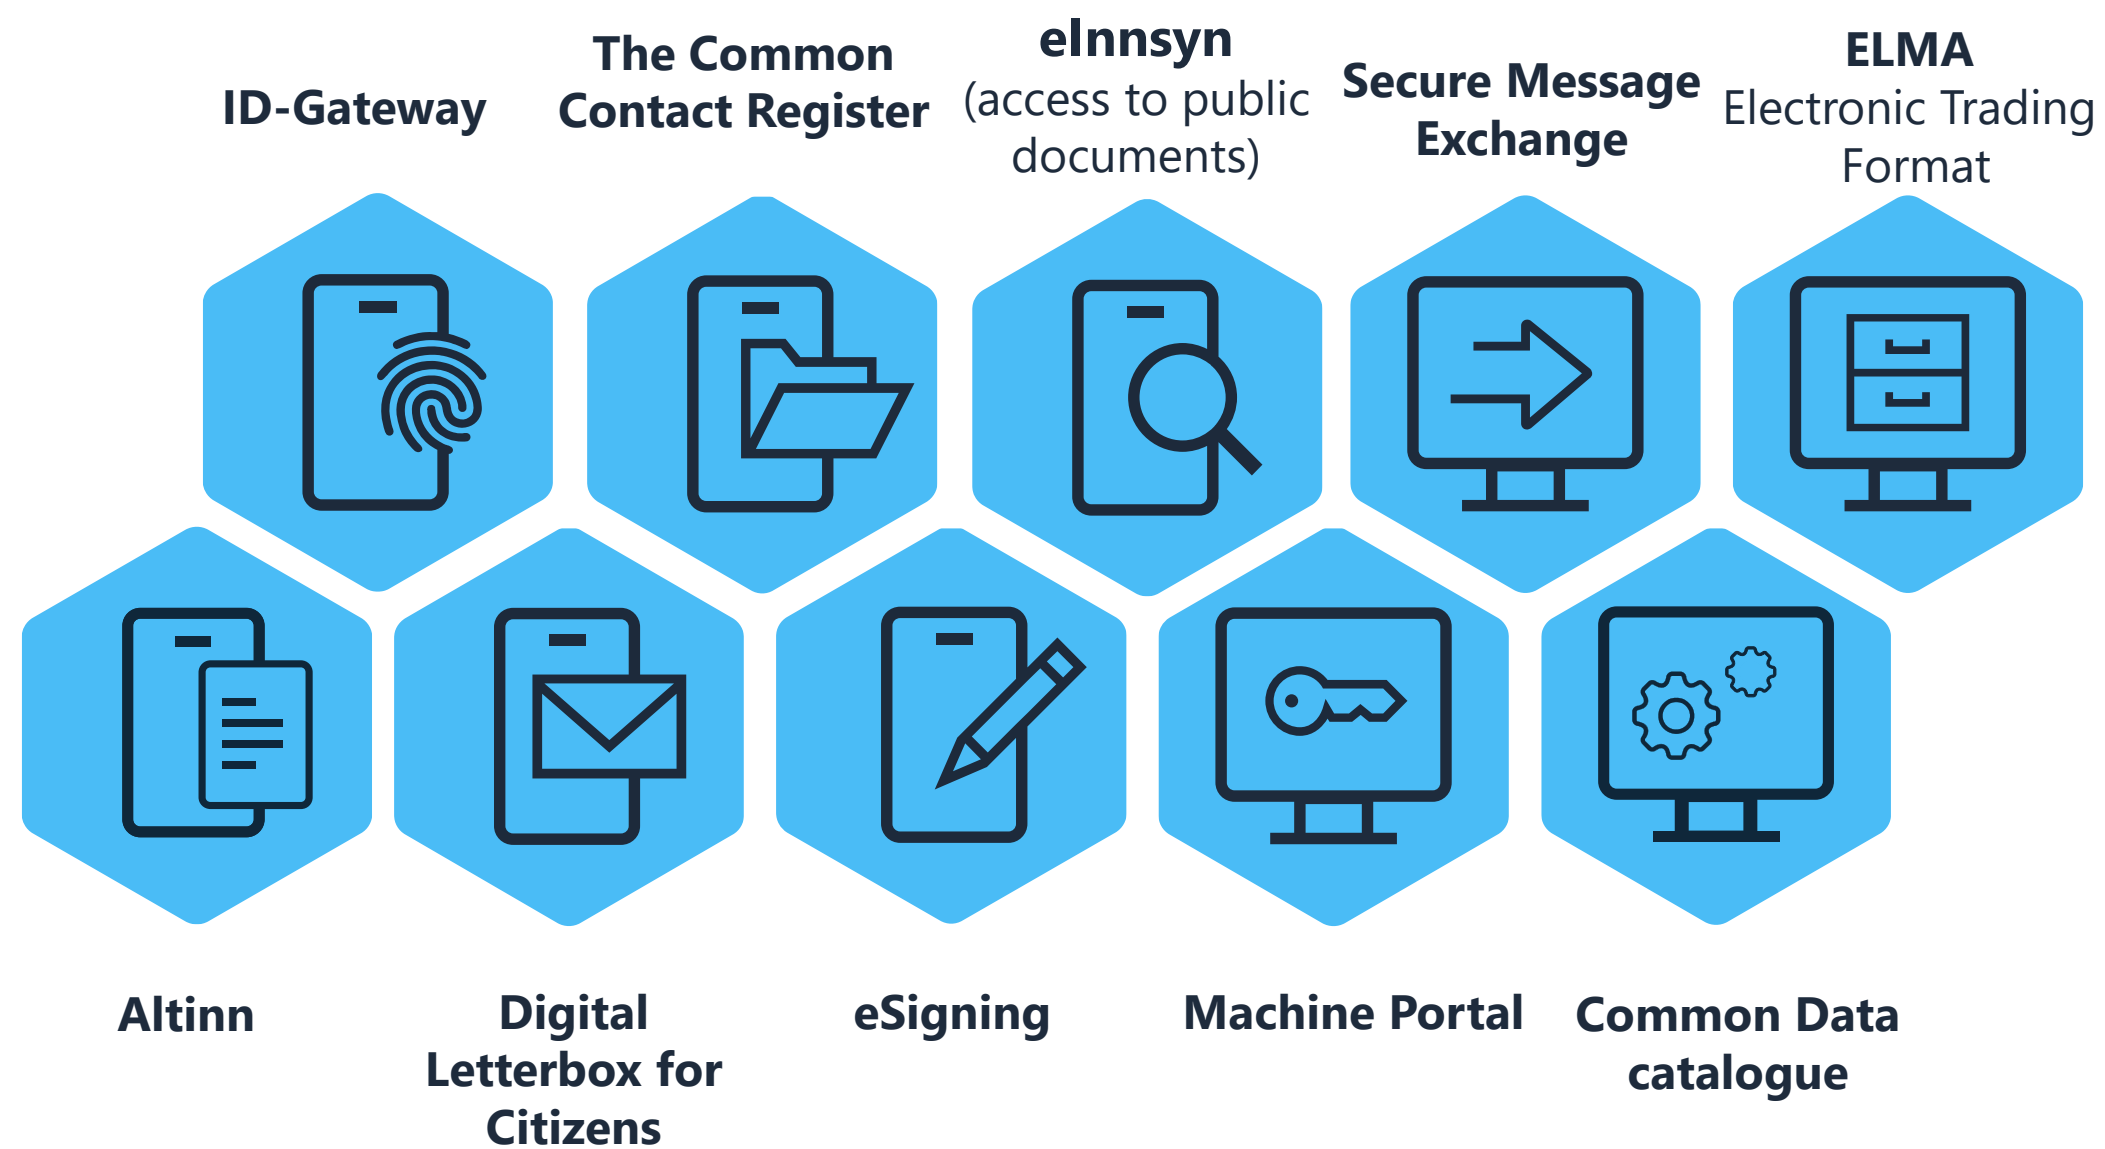 ID-Gateway
The Common
Contact Register
eInnsyn
(access to public
documents)
Secure Message
Exchange
ELMA
Electronic Trading
Format
Altinn
Digital
Letterbox for
Citizens
eSigning
Machine Portal
Common Data
catalogue